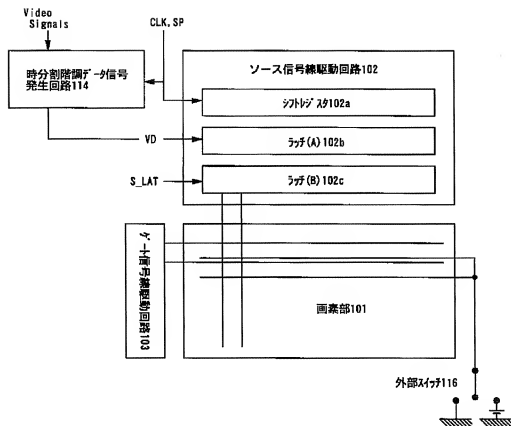 Video
Signals
CLK, SP
時分割階調ﾃﾞｰﾀ信号
発生回路114
ソース信号線駆動回路102
ｼﾌﾄﾚｼﾞｽﾀ102a
VD
ﾗｯﾁ(A)102b
S_LAT
ﾗｯﾁ(B)102c
ｹﾞｰﾄ信号線駆動回路103
画素部101
外部ｽｲｯﾁ116